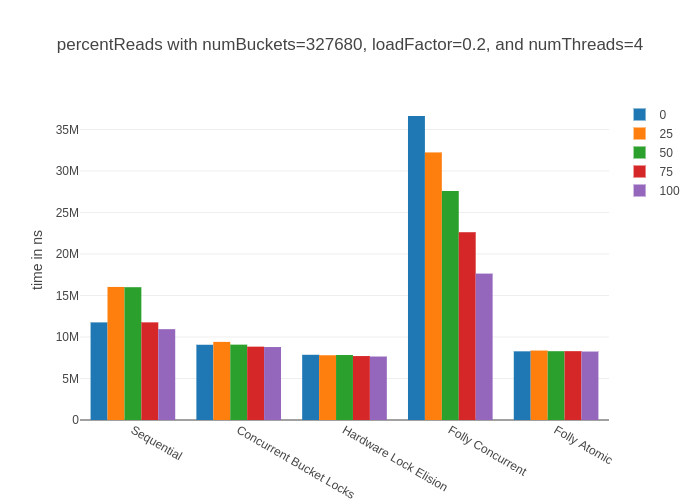 percentReads with numBuckets=327680, loadFactor=0.2, and numThreads=4
0
25
50
75
100
time in ns
35M
30M
25M
20M
15M
10M
5M
0
Sequential
Concurrent Bucket Locks
Hardware Lock Elision
Folly Concurrent
Folly Atomic